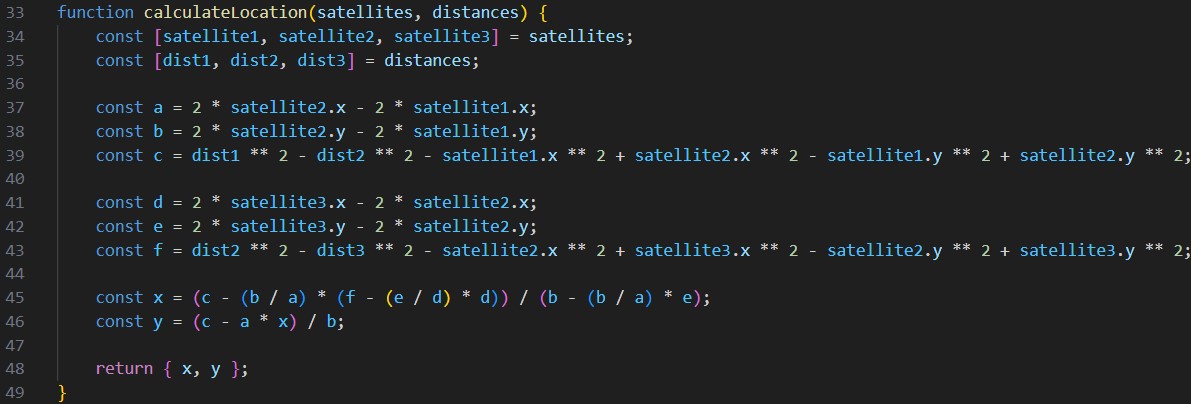 33 function calculateLocation(satellites, distances) {
34     const [satellite1, satellite2, satellite3] = satellites;
35     const [dist1, dist2, dist3] = distances;
36
37     const a = 2 * satellite2.x - 2 * satellite1.x;
38     const b = 2 * satellite2.y - 2 * satellite1.y;
39     const c = dist1 ** 2 - dist2 ** 2 - satellite1.x ** 2 + satellite2.x ** 2 - satellite1.y ** 2 + satellite2.y ** 2;
40
41     const d = 2 * satellite3.x - 2 * satellite2.x;
42     const e = 2 * satellite3.y - 2 * satellite2.y;
43     const f = dist2 ** 2 - dist3 ** 2 - satellite2.x ** 2 + satellite3.x ** 2 - satellite2.y ** 2 + satellite3.y ** 2;
44
45     const x = (c - (b / a) * (f - (e / d) * d)) / (b - (b / a) * e);
46     const y = (c - a * x) / b;
47
48     return { x, y };
49 }